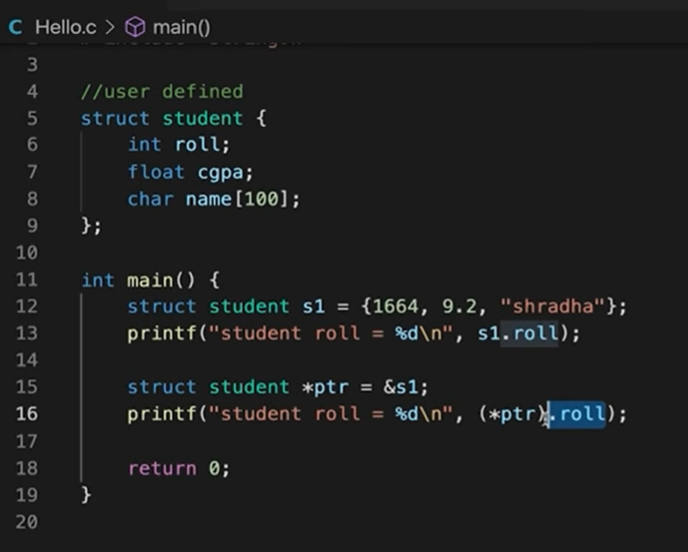 C Hello.c > main()
3
4 //user defined
5 struct student {
6 int roll;
7 float cgpa;
8 char name[100];
9 };
10
11 int main() {
12 struct student s1 = {1664, 9.2, "shradha"};
13 printf("student roll = %d\n", s1.roll);
14
15 struct student *ptr = &s1;
16 printf("student roll = %d\n", (*ptr).roll);
17
18 return 0;
19 }
20